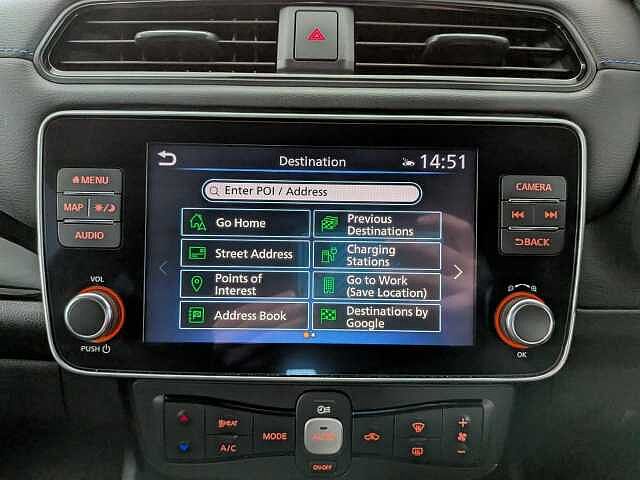 Destination 14:51
Enter POI / Address
Go Home
Previous
Destinations
Street Address
Charging
Stations
Points of
Interest
Go to Work
(Save Location)
Address Book
Destinations by
Google
MENU
MAP
AUDIO
VOL
PUSH
CAMERA
BACK
OK
HEAT
A/C
MODE
AUTO
ON·OFF